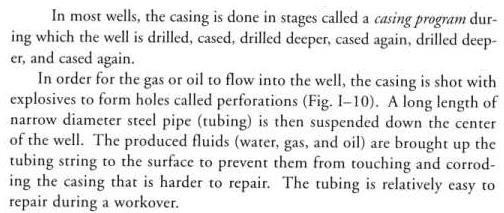 In most wells, the casing is done in stages called a casing program dur-
ing which the well is drilled, cased, drilled deeper, cased again, drilled deep-
er, and cased again.
In order for the gas or oil to flow into the well, the casing is shot with
explosives to form holes called perforations (Fig. I–10). A long length of
narrow diameter steel pipe (tubing) is then suspended down the center
of the well. The produced fluids (water, gas, and oil) are brought up the
tubing string to the surface to prevent them from touching and corrod-
ing the casing that is harder to repair. The tubing is relatively easy to
repair during a workover.